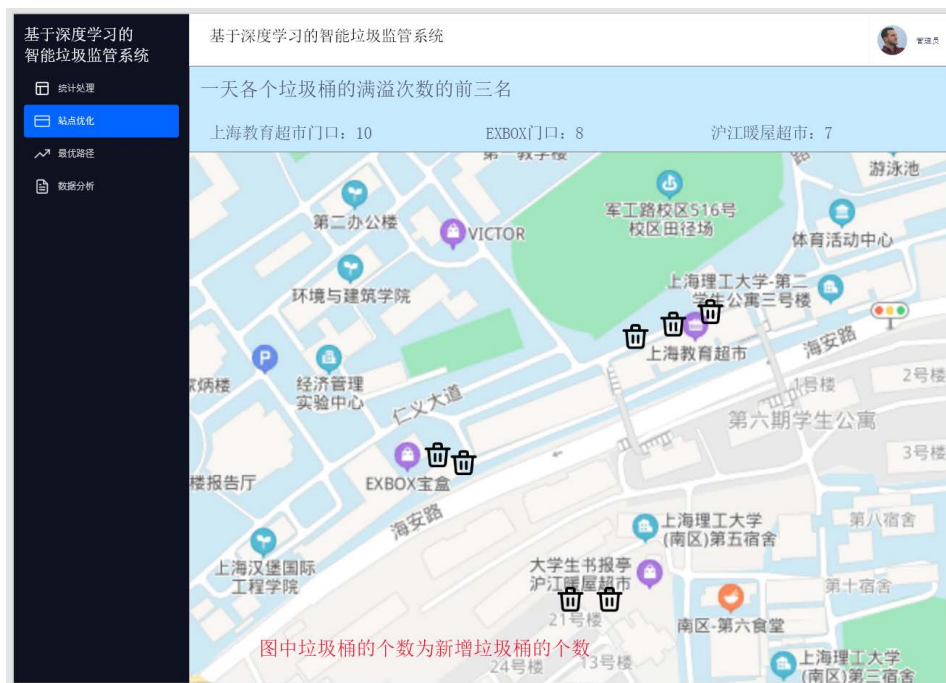 基于深度学习的
智能垃圾监管系统
统计处理
站点优化
最优路径
数据分析
基于深度学习的智能垃圾监管系统
管理员
一天各个垃圾桶的满溢次数的前三名
上海教育超市门口：10
EXBOX门口：8
沪江暖屋超市：7
第一教学楼
游泳池
第二办公楼
VICTOR
军工路校区516号
校区田径场
体育活动中心
环境与建筑学院
上海理工大学-第二
学生公寓三号楼
上海教育超市
海安路
P
炳楼
经济管理
实验中心
仁义大道
1号楼
2号楼
第六期学生公寓
3号楼
楼报告厅
EXBOX宝盒
海安路
上海理工大学
(南区)第五宿舍
第八宿舍
上海汉堡国际
工程学院
大学生书报亭
沪江暖屋超市
第十宿舍
21号楼
南区-第六食堂
图中垃圾桶的个数为新增垃圾桶的个数
24号楼
13号楼
上海理工大学
(南区)第三宿舍